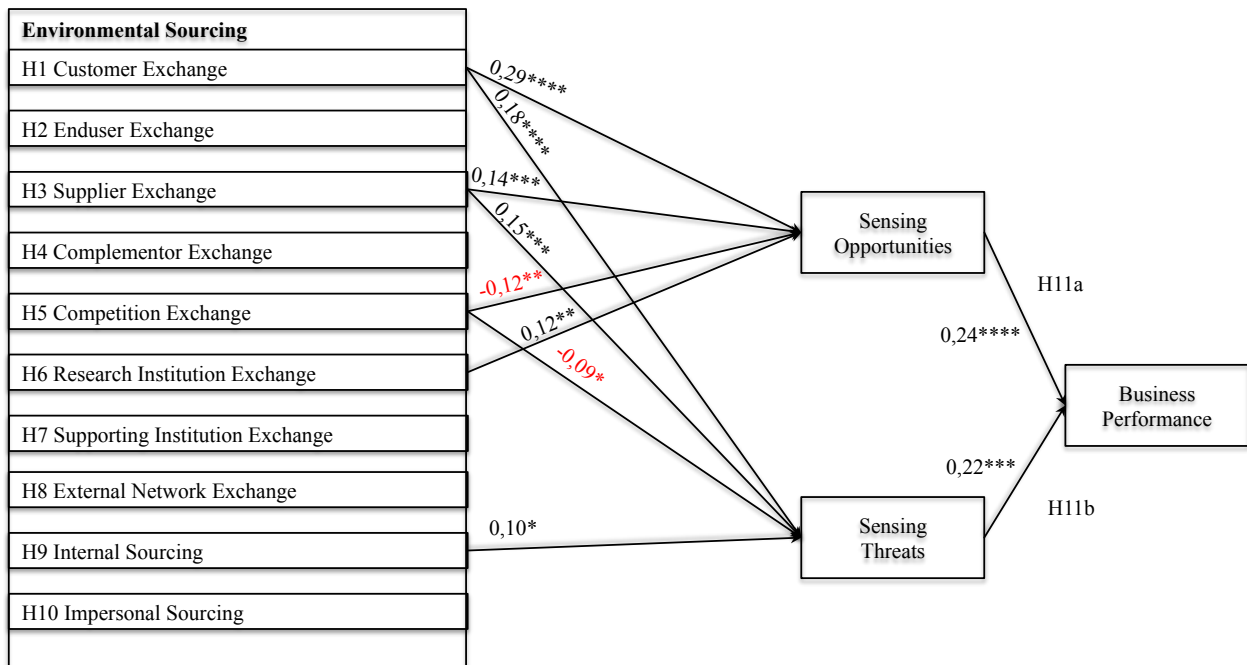 Environmental Sourcing
H1 Customer Exchange
H2 Enduser Exchange
H3 Supplier Exchange
H4 Complementor Exchange
H5 Competition Exchange
H6 Research Institution Exchange
H7 Supporting Institution Exchange
H8 External Network Exchange
H9 Internal Sourcing
H10 Impersonal Sourcing
0,29****
0,18****
0,14***
0,15***
-0,12**
0,12**
-0,09*
0,10*
Sensing
Opportunities
Sensing
Threats
H11a
0,24****
0,22***
H11b
Business
Performance